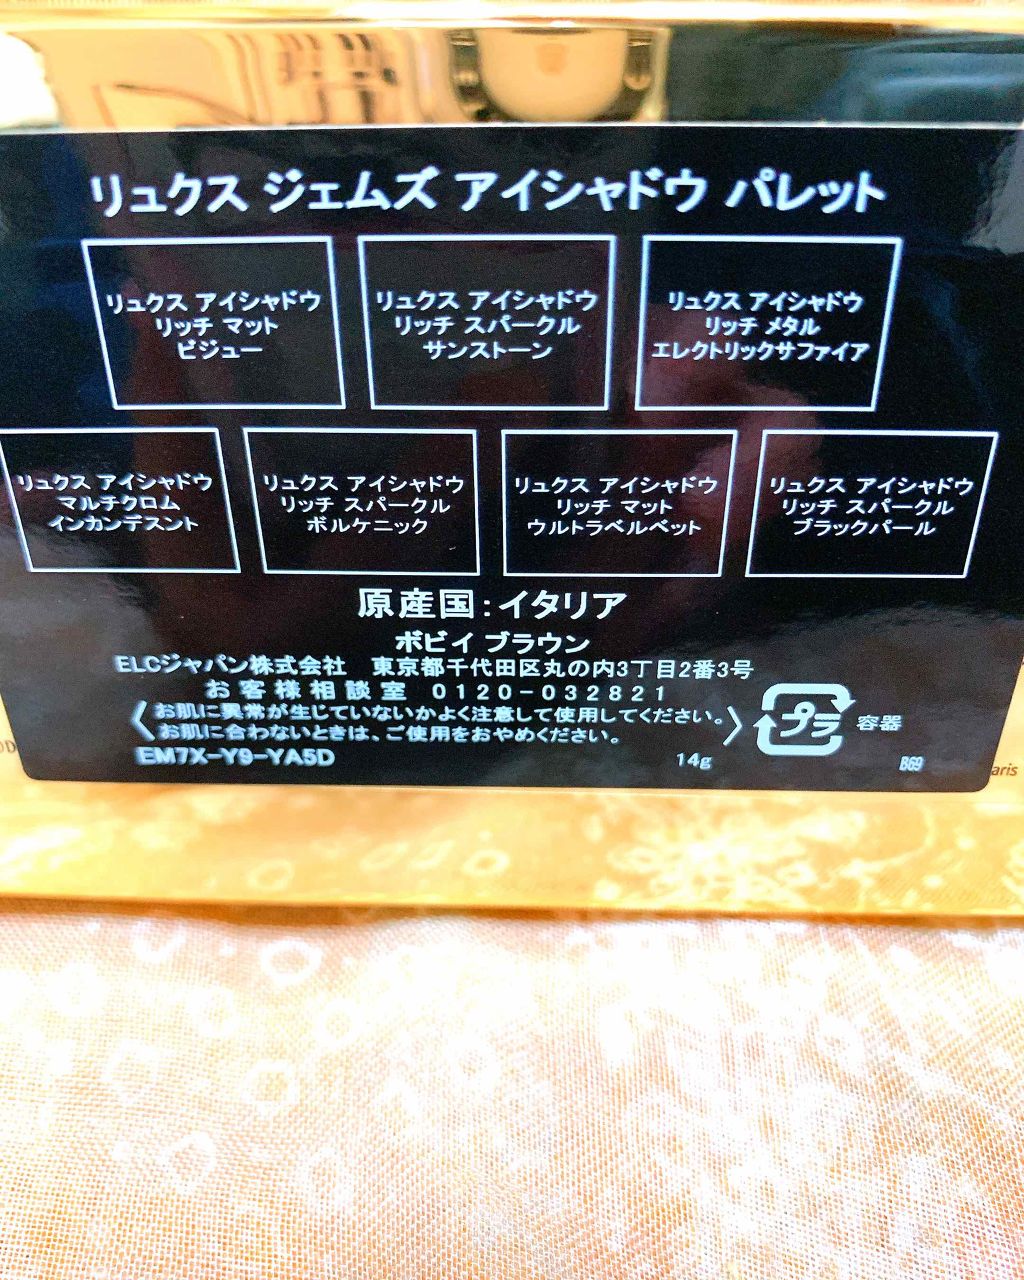 リュクス ジェムズ アイシャドウ パレット
リュクス アイシャドウ
リッチ マット
ビジュー
リュクス アイシャドウ
リッチ スパークル
サンストーン
リュクス アイシャドウ
リッチ メタル
エレクトリックサファイア
リュクス アイシャドウ
マルチクロム
インカンデスント
リュクス アイシャドウ
リッチ スパークル
ボルケニック
リュクス アイシャドウ
リッチ マット
ウルトラベルベット
リュクス アイシャドウ
リッチ スパークル
ブラックパール
原産国:イタリア
ボビイ ブラウン
ELCジャパン株式会社 東京都千代田区丸の内3丁目2番3号
お客様相談室 0120-032821
〈お肌に異常が生じていないかよく注意して使用してください。
お肌に合わないときは、ご使用をおやめください。〉
プラ 容器
EM7X-Y9-YA5D 14g B69
aris